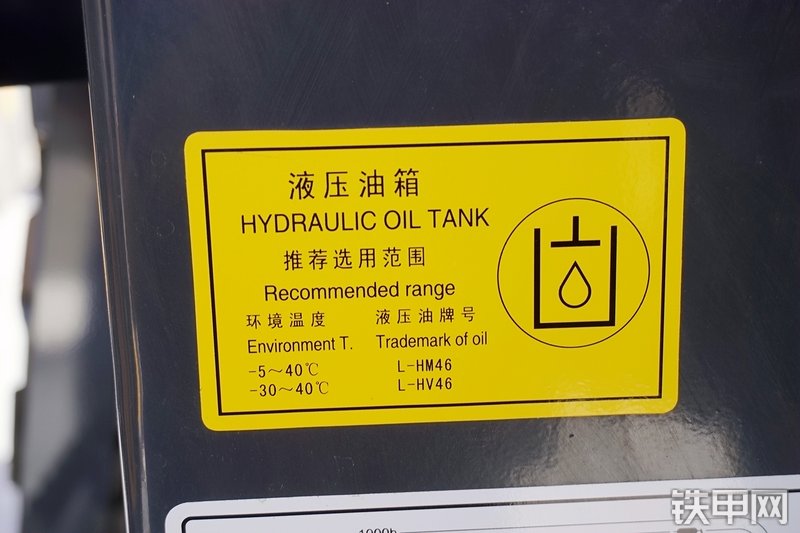 液压油箱
HYDRAULIC OIL TANK
推荐选用范围
Recommended range
环境温度 液压油牌号
Environment T. Trademark of oil
-5～40℃ L-HM46
-30～40℃ L-HV46
铁甲网